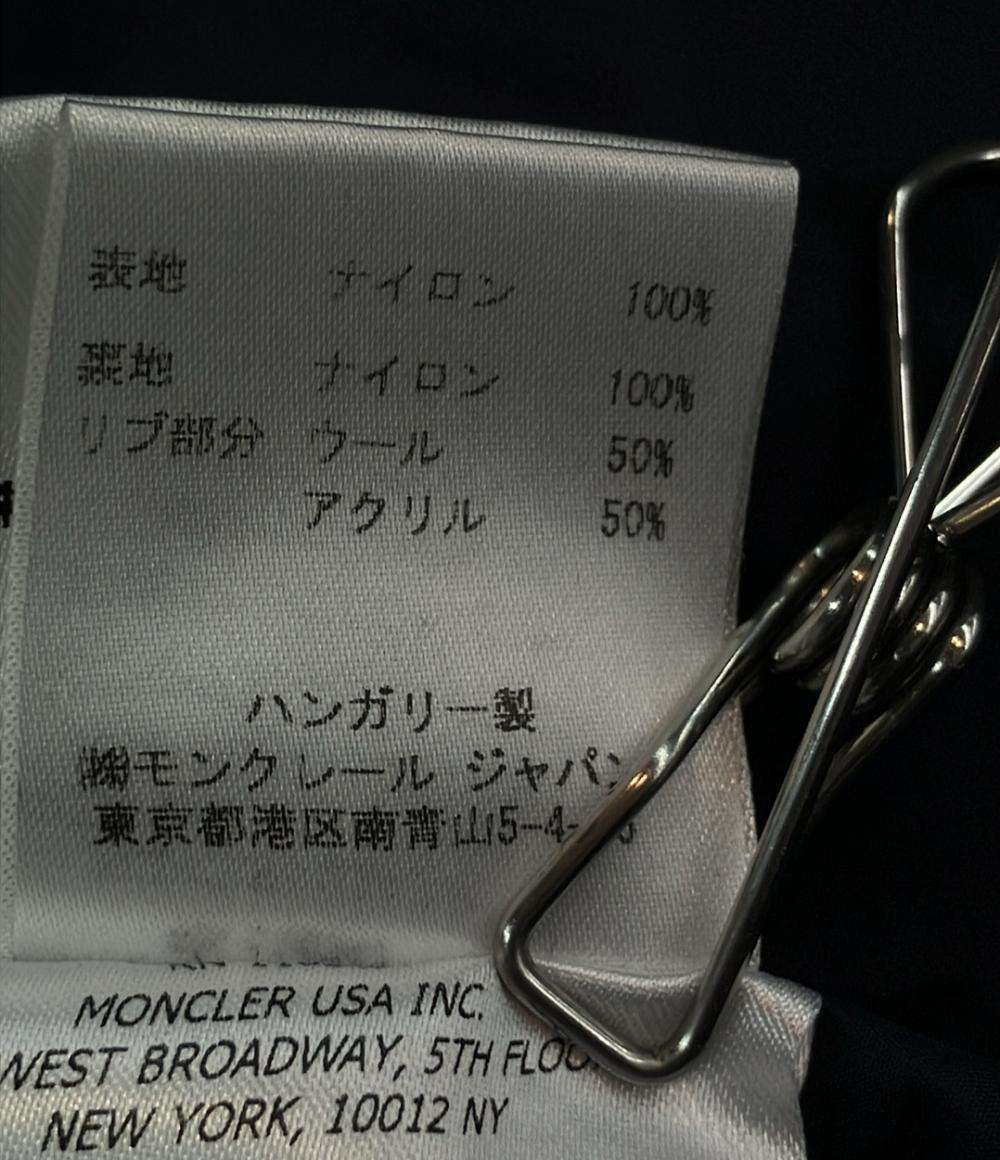 表地 ナイロン 100%
裏地 ナイロン 100%
リブ部分 ウール 50%
アクリル 50%
ハンガリー製
㈱モンクレール ジャパン
東京都港区南青山5-4-
MONCLER USA INC.
WEST BROADWAY, 5TH FLOO
NEW YORK, 10012 NY